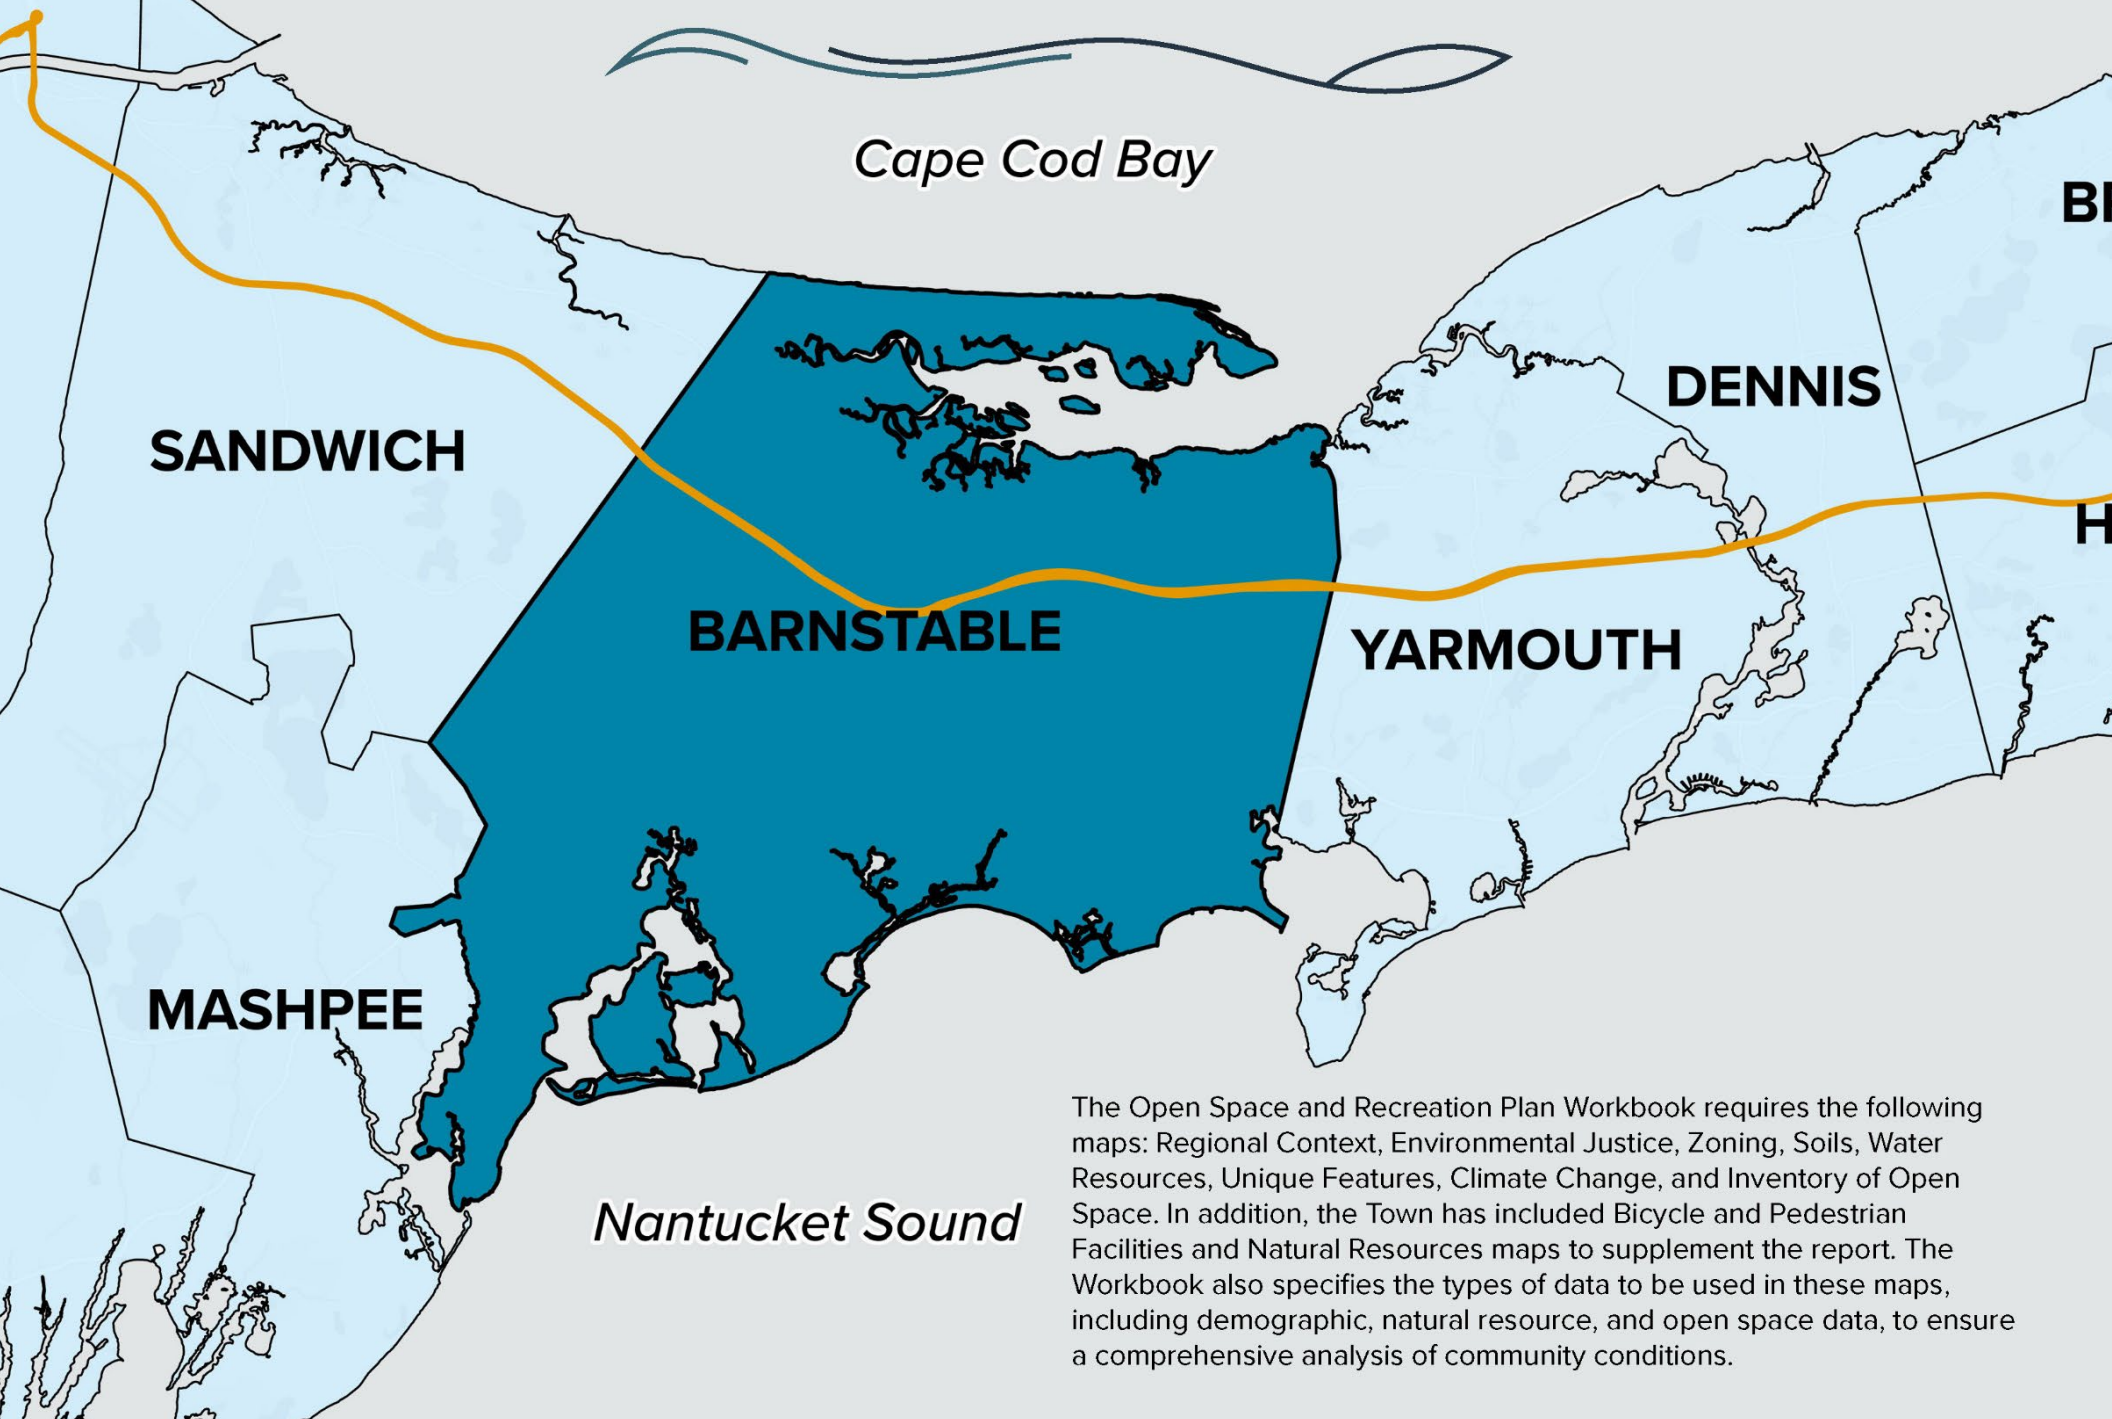 Cape Cod Bay
BE
DENNIS
SANDWICH
H
BARNSTABLE
YARMOUTH
MASHPEE
Nantucket Sound
The Open Space and Recreation Plan Workbook requires the following
maps: Regional Context, Environmental Justice, Zoning, Soils, Water
Resources, Unique Features, Climate Change, and Inventory of Open
Space. In addition, the Town has included Bicycle and Pedestrian
Facilities and Natural Resources maps to supplement the report. The
Workbook also specifies the types of data to be used in these maps,
including demographic, natural resource, and open space data, to ensure
a comprehensive analysis of community conditions.